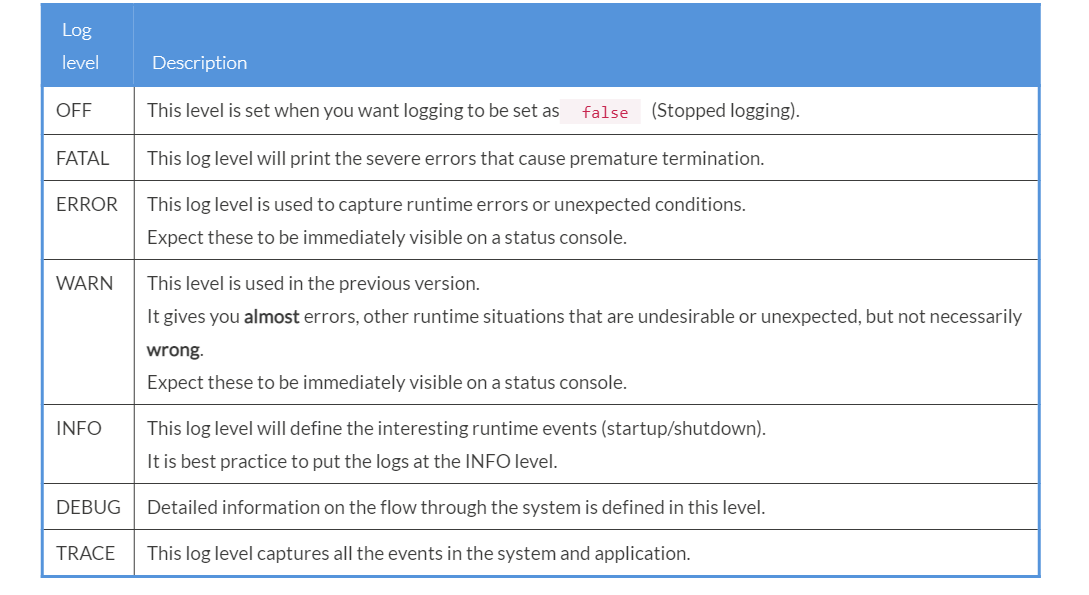 Log
level
Description
OFF
This level is set when you want logging to be set as false (Stopped logging).
FATAL
This log level will print the severe errors that cause premature termination.
ERROR
This log level is used to capture runtime errors or unexpected conditions.
Expect these to be immediately visible on a status console.
WARN
This level is used in the previous version.
It gives you almost errors, other runtime situations that are undesirable or unexpected, but not necessarily
wrong.
Expect these to be immediately visible on a status console.
INFO
This log level will define the interesting runtime events (startup/shutdown).
It is best practice to put the logs at the INFO level.
DEBUG
Detailed information on the flow through the system is defined in this level.
TRACE
This log level captures all the events in the system and application.